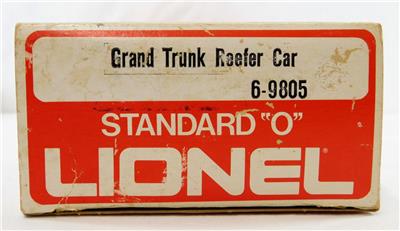 Grand Trunk Reefer Car
6-9805
STANDARD "O"
LIONEL®